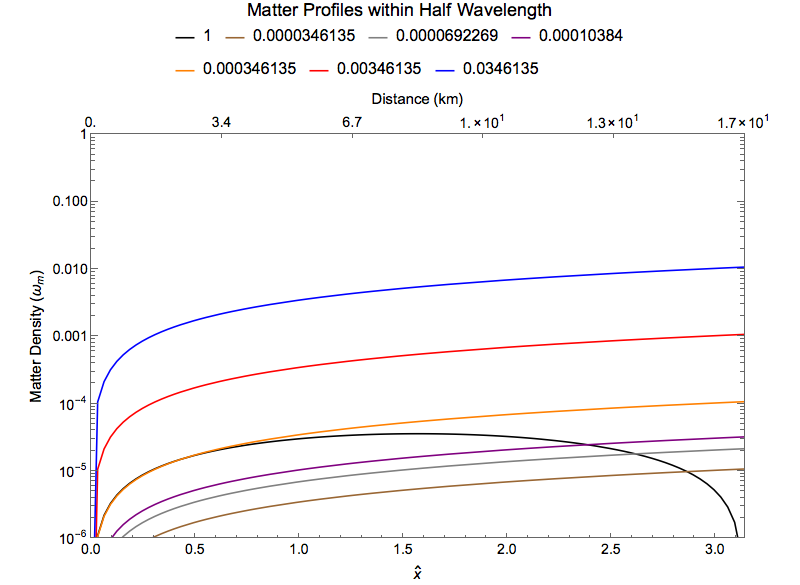 Matter Profiles within Half Wavelength
1 0.0000346135 0.0000692269 0.00010384
0.000346135 0.00346135 0.0346135
Distance (km)
0. 3.4 6.7 1.×10¹ 1.3×10¹ 1.7×10¹
1
0.100
0.010
0.001
10⁻⁴
10⁻⁵
10⁻⁶
Matter Density (ωₘ)
0.0 0.5 1.0 1.5 2.0 2.5 3.0
x̂